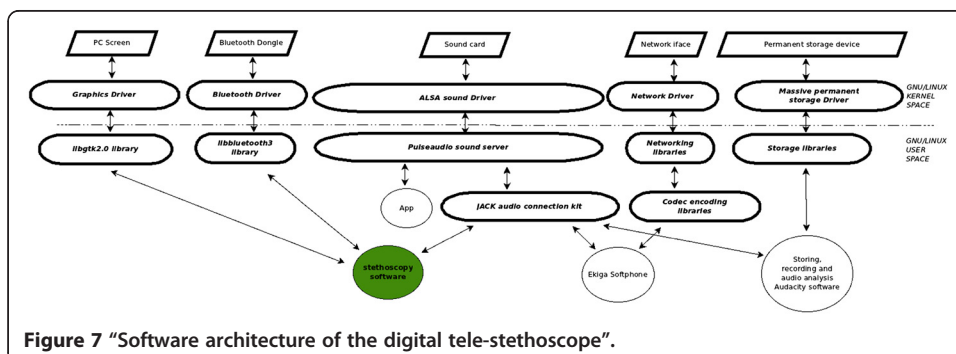 PC Screen
Bluetooth Dongle
Sound card
Network iface
Permanent storage device
Graphics Driver
Bluetooth Driver
ALSA sound Driver
Network Driver
Massive permanent
storage Driver
GNU/LINUX
KERNEL
SPACE
libgtk2.0 library
libbluetooth3
library
Pulseaudio sound server
Networking
libraries
Storage libraries
GNU/LINUX
USER
SPACE
App
JACK audio connection kit
Codec encoding
libraries
stethoscopy
software
Ekiga Softphone
Storing,
recording and
audio analysis
Audacity software
Figure 7 “Software architecture of the digital tele-stethoscope”.